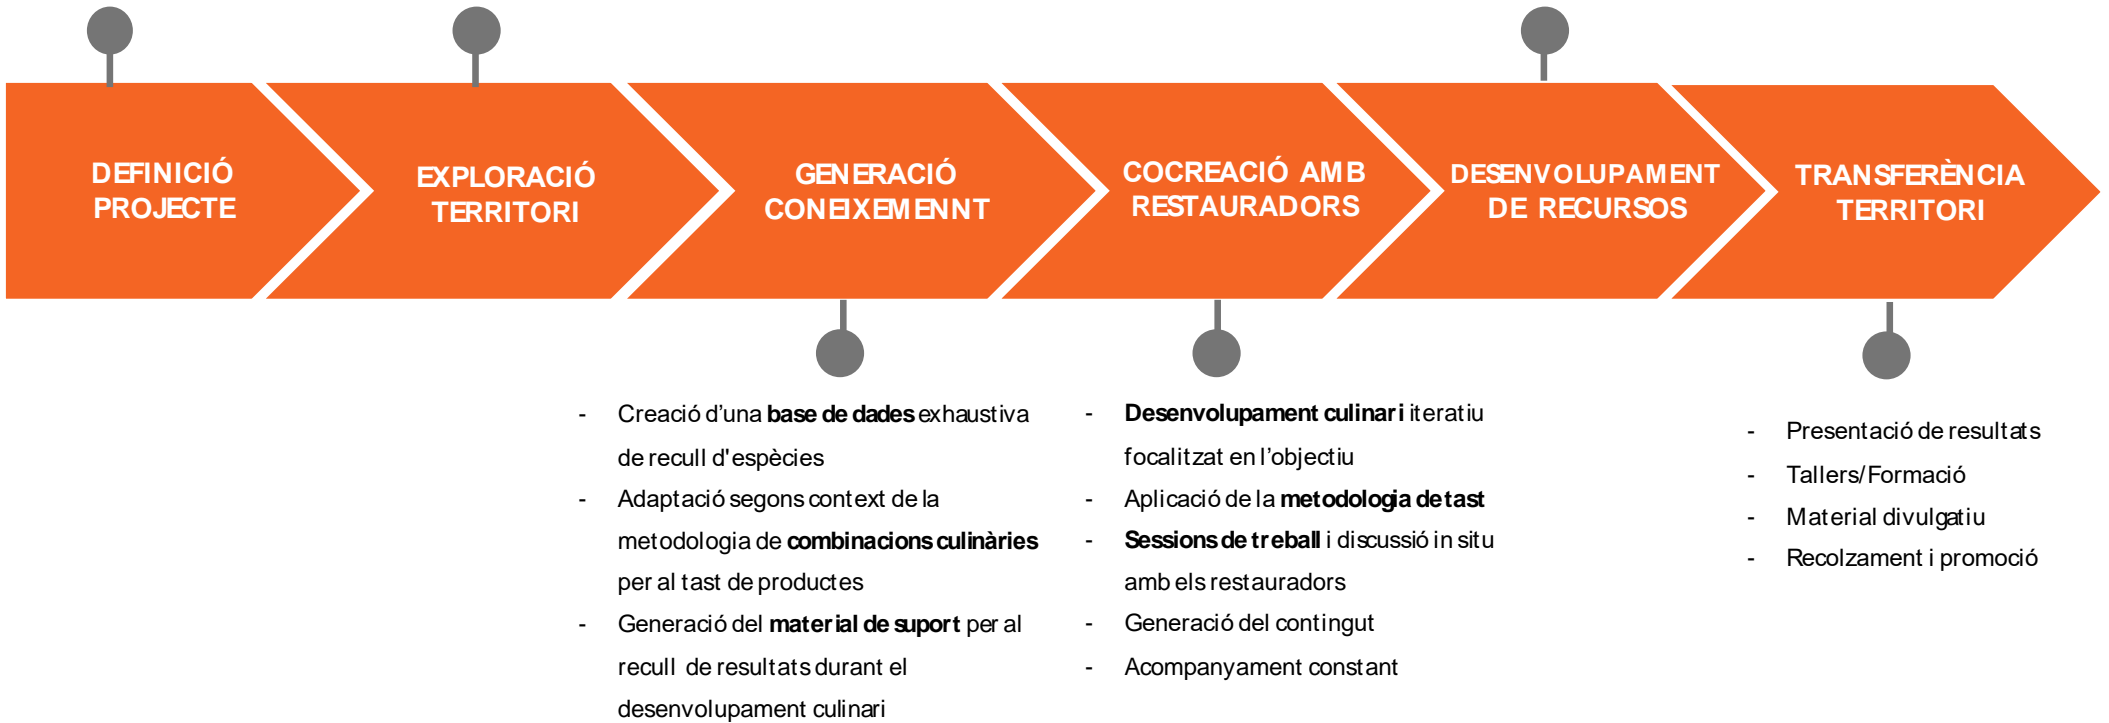 DEFINICIÓ
PROJECTE
EXPLORACIÓ
TERRITORI
GENERACIÓ
CONEIXEMENNT
COCREACIÓ AMB
RESTAURADORS
DESENVOLUPAMENT
DE RECURSOS
TRANSFERÈNCIA
TERRITORI
- Creació d’una base de dades exhaustiva
de recull d'espècies
- Adaptació segons context de la
metodologia de combinacions culinàries
per al tast de productes
- Generació del material de suport per al
recull de resultats durant el
desenvolupament culinari
- Desenvolupament culinari iteratiu
focalitzat en l’objectiu
- Aplicació de la metodologia de tast
- Sessions de treball i discussió in situ
amb els restauradors
- Generació del contingut
- Acompanyament constant
- Presentació de resultats
- Tallers/Formació
- Material divulgatiu
- Recolzament i promoció